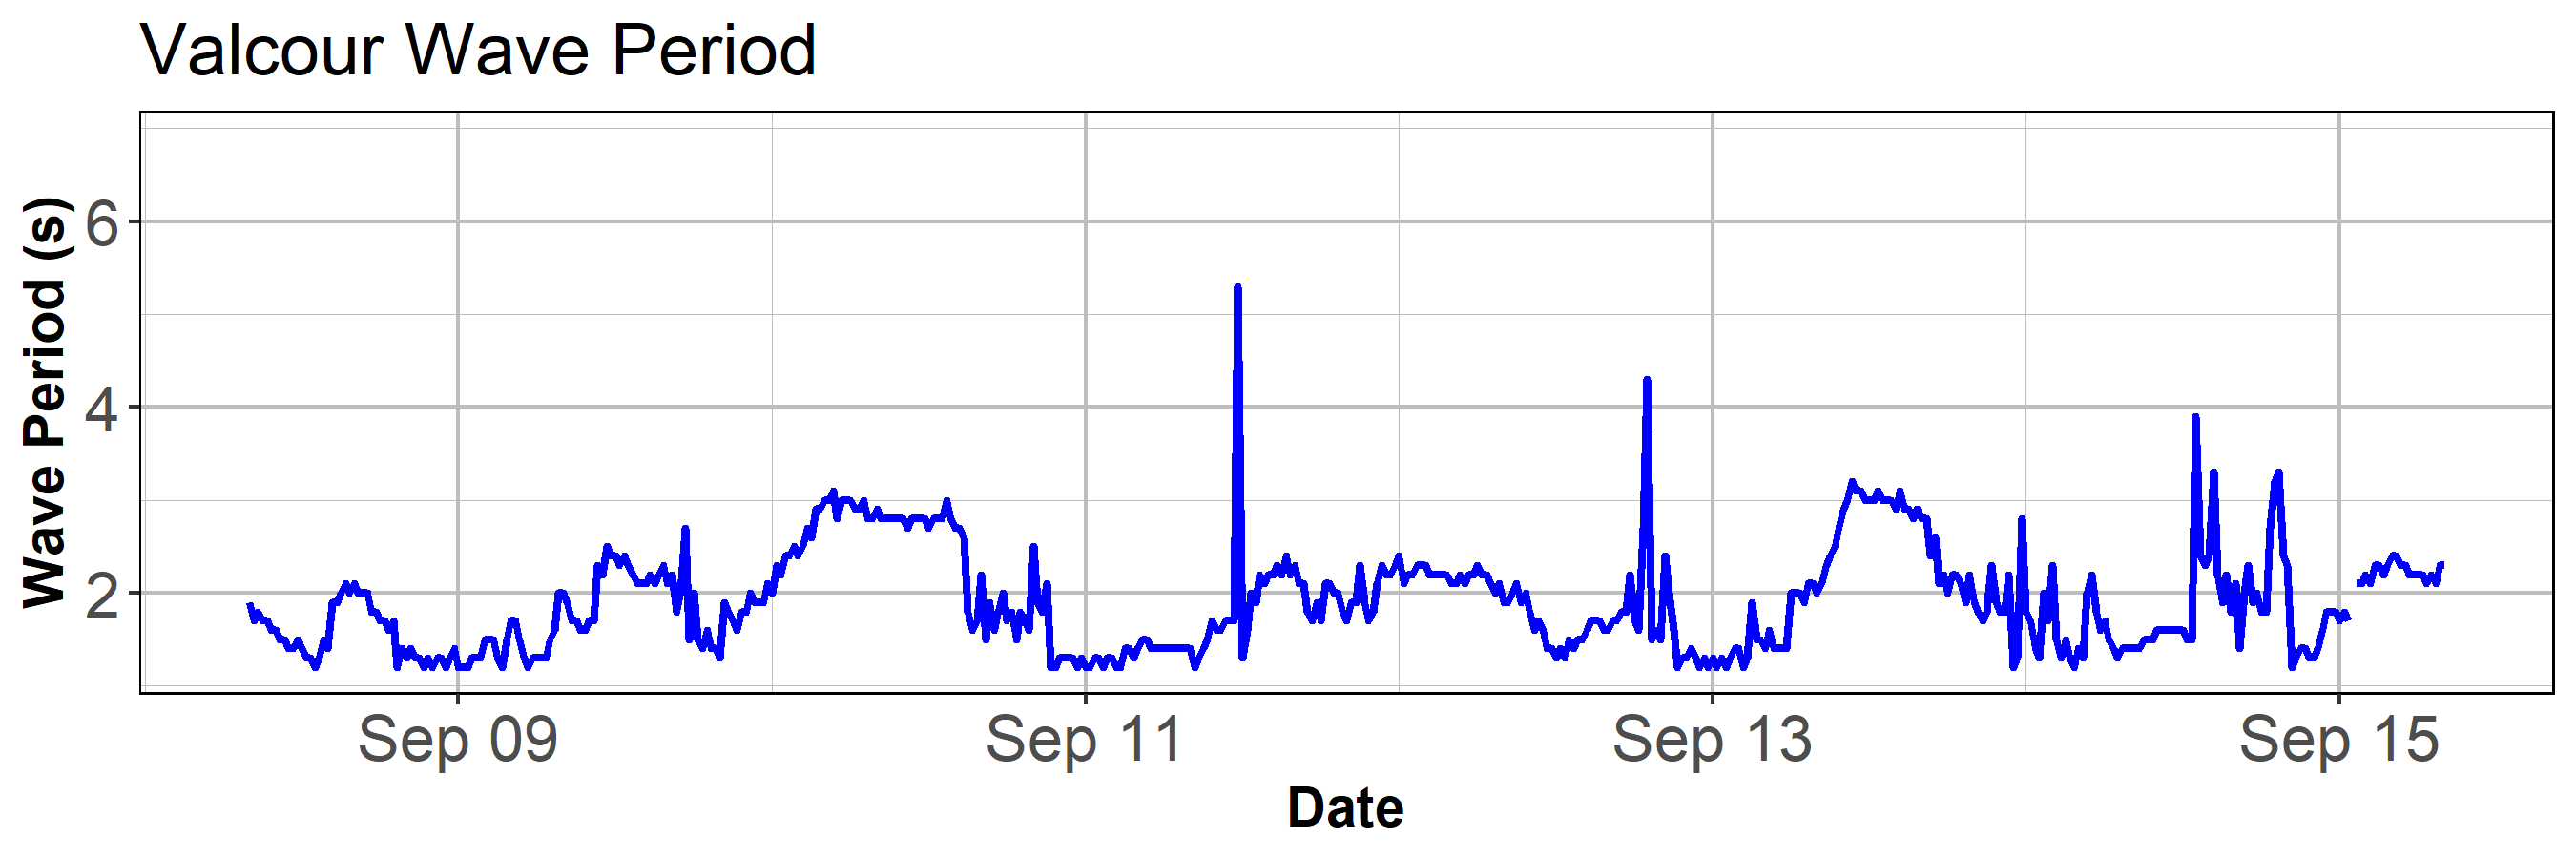 Valcour Wave Period
Wave Period (s)
6
4
2
Sep 09
Sep 11
Sep 13
Sep 15
Date